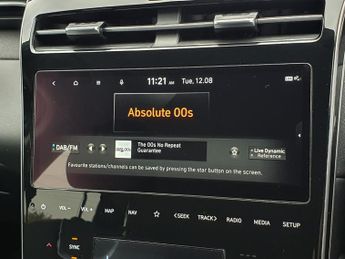 11:21 AM Tue, 12.08
Absolute 00s
DAB/FM
The 00s No Repeat
Guarantee
Live Dynamic
Reference
Favourite stations/channels can be saved by pressing the star button on the screen.
VOL - VOL + MAP NAV SEEK TRACK RADIO MEDIA SETUP
SYNC